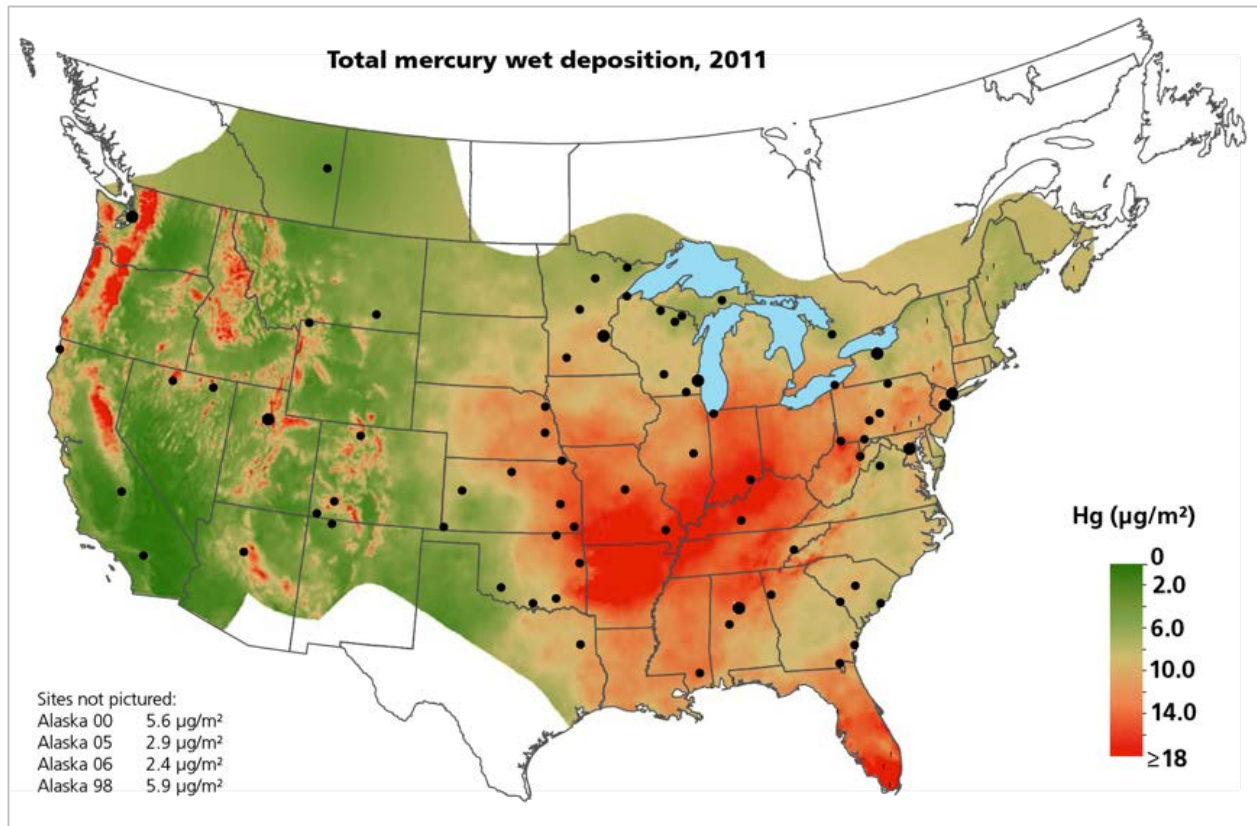 Total mercury wet deposition, 2011
Hg (µg/m²)
0
2.0
6.0
10.0
14.0
≥18
Sites not pictured:
Alaska 00 5.6 µg/m²
Alaska 05 2.9 µg/m²
Alaska 06 2.4 µg/m²
Alaska 98 5.9 µg/m²